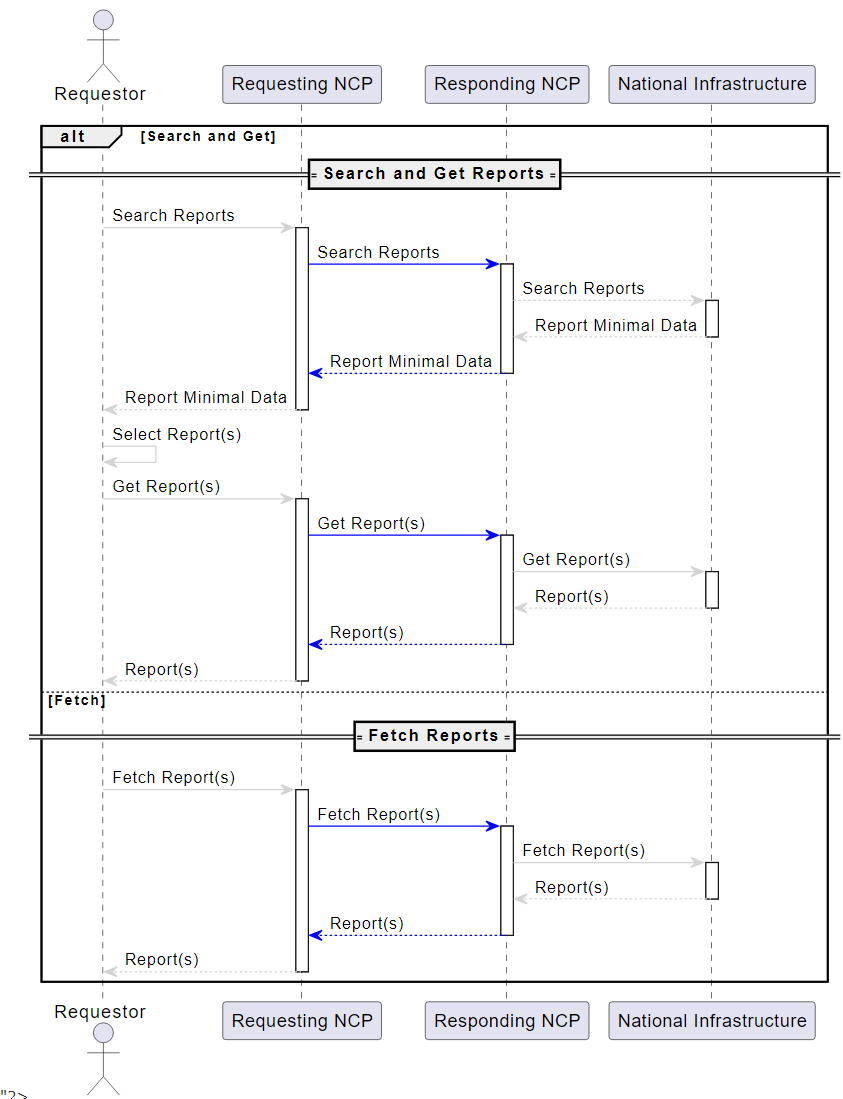 Requestor
Requesting NCP
Responding NCP
National Infrastructure
alt
[Search and Get]
= Search and Get Reports =
Search Reports
Search Reports
Search Reports
Report Minimal Data
Report Minimal Data
Report Minimal Data
Select Report(s)
Get Report(s)
Get Report(s)
Get Report(s)
Report(s)
Report(s)
Report(s)
[Fetch]
= Fetch Reports =
Fetch Report(s)
Fetch Report(s)
Fetch Report(s)
Report(s)
Report(s)
Report(s)
Requestor
Requesting NCP
Responding NCP
National Infrastructure
"?>